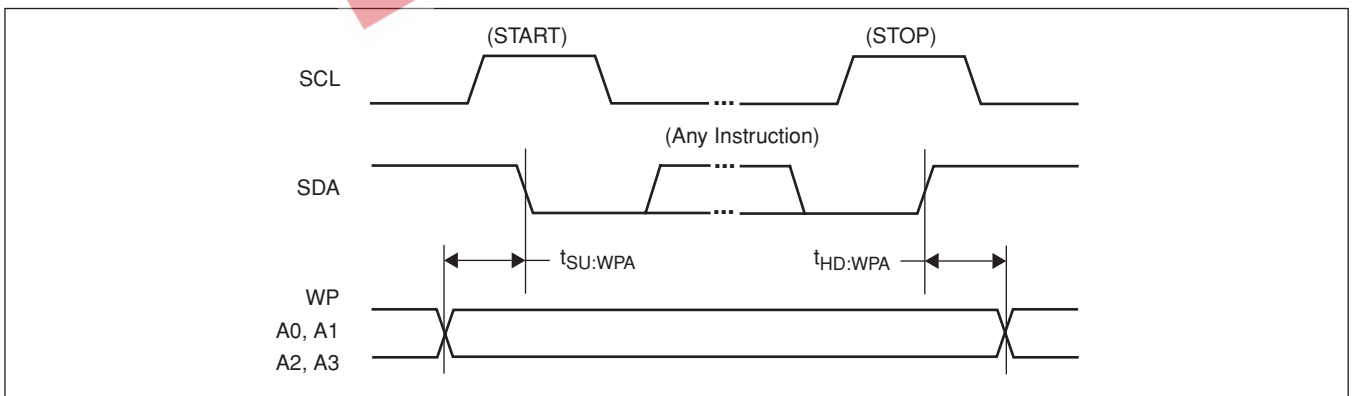 (START)
(STOP)
SCL
...
(Any Instruction)
SDA
...
...
tSU:WPA
tHD:WPA
WP
A0, A1
A2, A3